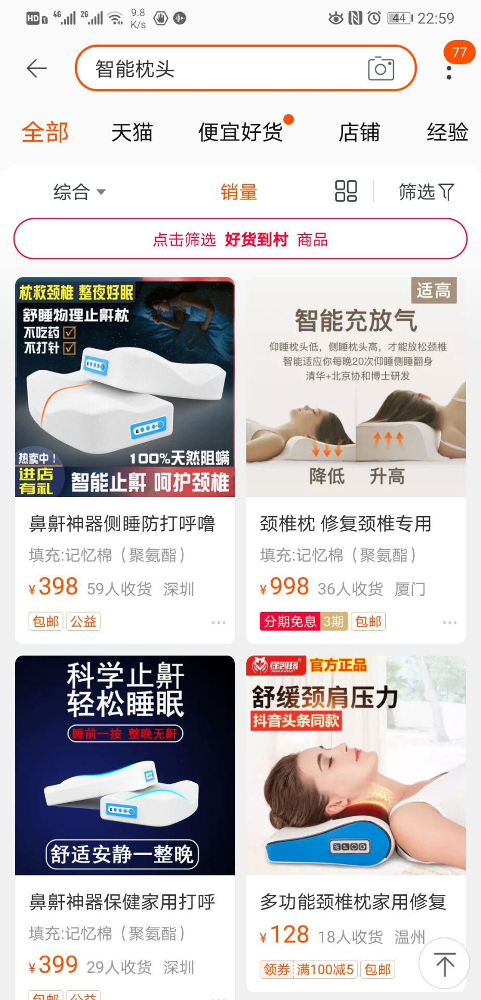 HD 1 4G 2G 9.8 K/s 44 22:59
77
智能枕头
全部 天猫 便宜好货 店铺 经验
综合 销量 筛选
点击筛选 好货到村 商品
枕救颈椎 整夜好眠
舒睡物理止鼾枕
不吃药
不打针
100%天然阻螨
热卖中！
进店
有礼
智能止鼾 呵护颈椎
鼻鼾神器侧睡防打呼噜
填充:记忆棉（聚氨酯）
¥398 59人收货 深圳
包邮 公益
适高
智能充放气
仰睡枕头低，侧睡枕头高，才能放松颈椎
智能适应你每晚20次仰睡侧睡翻身
清华+北京协和博士研发
降低 升高
颈椎枕 修复颈椎专用
填充:记忆棉（聚氨酯）
¥998 36人收货 厦门
分期免息 3期 包邮
科学止鼾
轻松睡眠
睡前一按 整晚无鼾
舒适安静一整晚
鼻鼾神器保健家用打呼
填充:记忆棉（聚氨酯）
¥399 29人收货 深圳
包邮 公益
JINKAIRUI
官方正品
舒缓颈肩压力
抖音头条同款
多功能颈椎枕家用修复
¥128 18人收货 温州
领券 满100减5 包邮